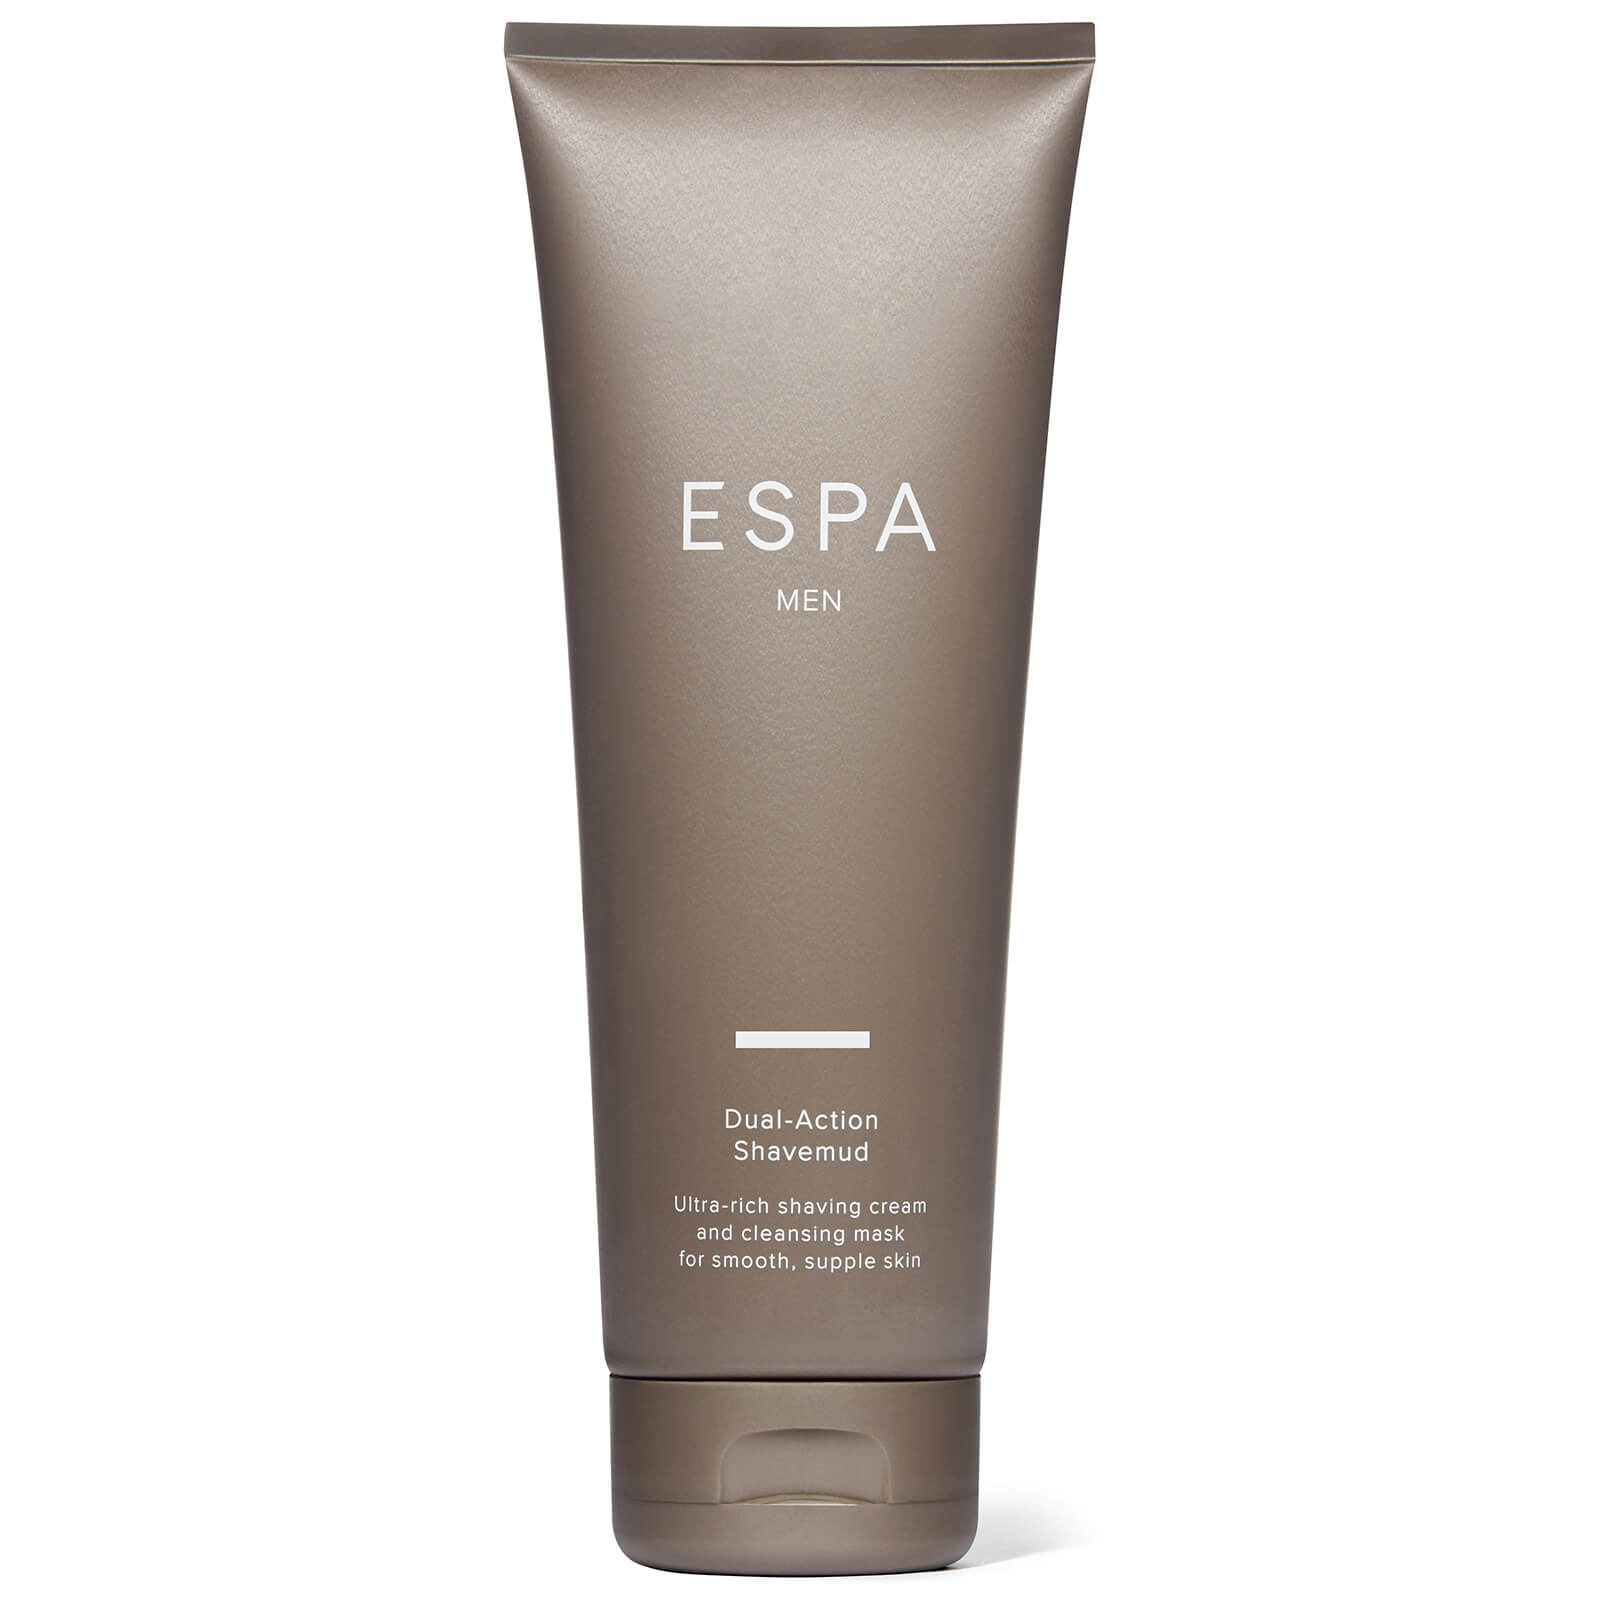 ESPA
MEN
Dual-Action
Shavemud
Ultra-rich shaving cream
and cleansing mask
for smooth, supple skin